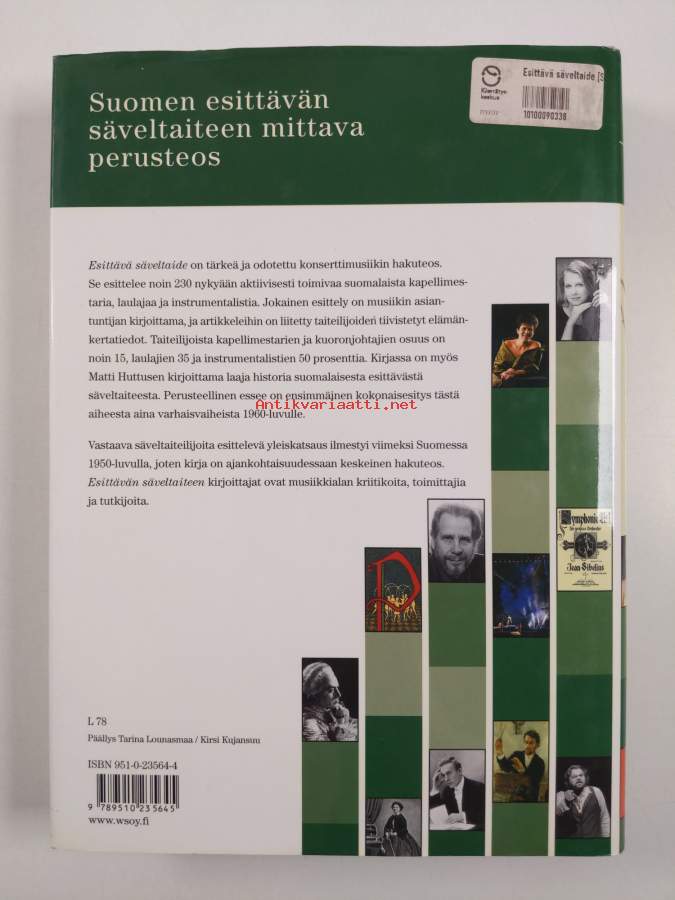 Suomen esittävän
säveltaiteen mittava
perusteos
Esittävä säveltaide [S
Kierrätys-
keskus
10100090338
Esittävä säveltaide on tärkeä ja odotettu konserttimusiikin hakuteos.
Se esittelee noin 230 nykyään aktiivisesti toimivaa suomalaista kapellimes-
taria, laulajaa ja instrumentalistia. Jokainen esittely on musiikin asian-
tuntijan kirjoittama, ja artikkeleihin on liitetty taiteilijoiden tiivistetyt elämän-
kertatiedot. Taiteilijoista kapellimestarien ja kuoronjohtajien osuus on
noin 15, laulajien 35 ja instrumentalistien 50 prosenttia. Kirjassa on myös
Matti Huttusen kirjoittama laaja historia suomalaisesta esittävästä
säveltaiteesta. Perusteellinen essee on ensimmäinen kokonaisesitys tästä
Antikvariaatti.net
aiheesta aina varhaisvaiheista 1960-luvulle.
Vastaava säveltaiteilijoita esittelevä yleiskatsaus ilmestyi viimeksi Suomessa
1950-luvulla, joten kirja on ajankohtaisuudessaan keskeinen hakuteos.
Esittävän säveltaiteen kirjoittajat ovat musiikkialan kriitikoita, toimittajia
ja tutkijoita.
Jean Sibelius
L 78
Päällys Tarina Lounasmaa / Kirsi Kujansuu
ISBN 951-0-23564-4
9 789510 235645
www.wsoy.fi